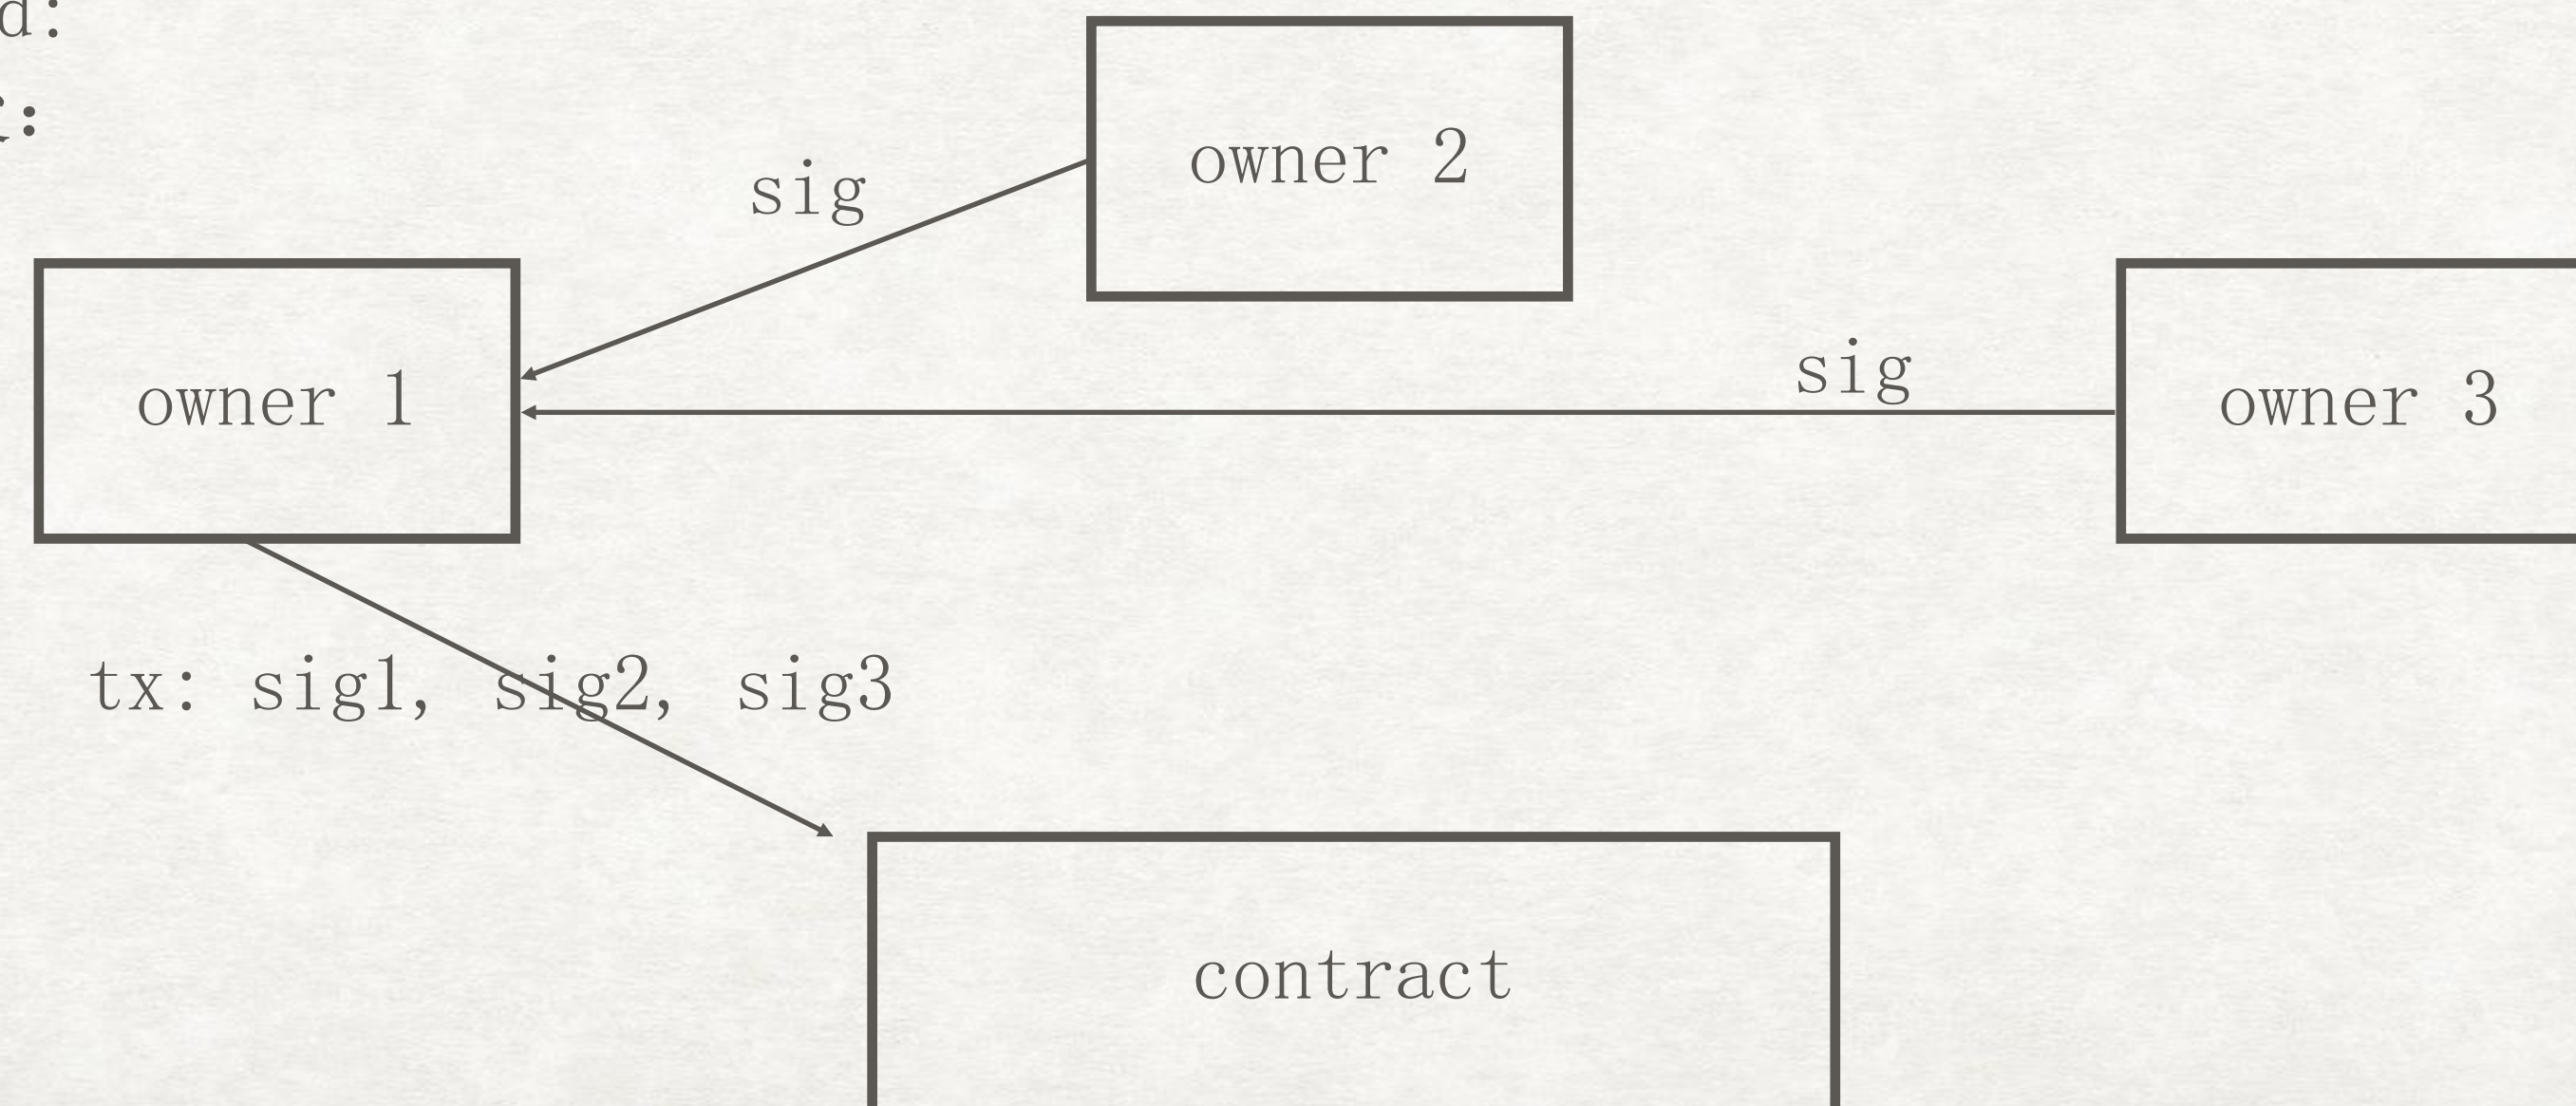 owner 2
sig
owner 1
sig
owner 3
tx: sig1, sig2, sig3
contract